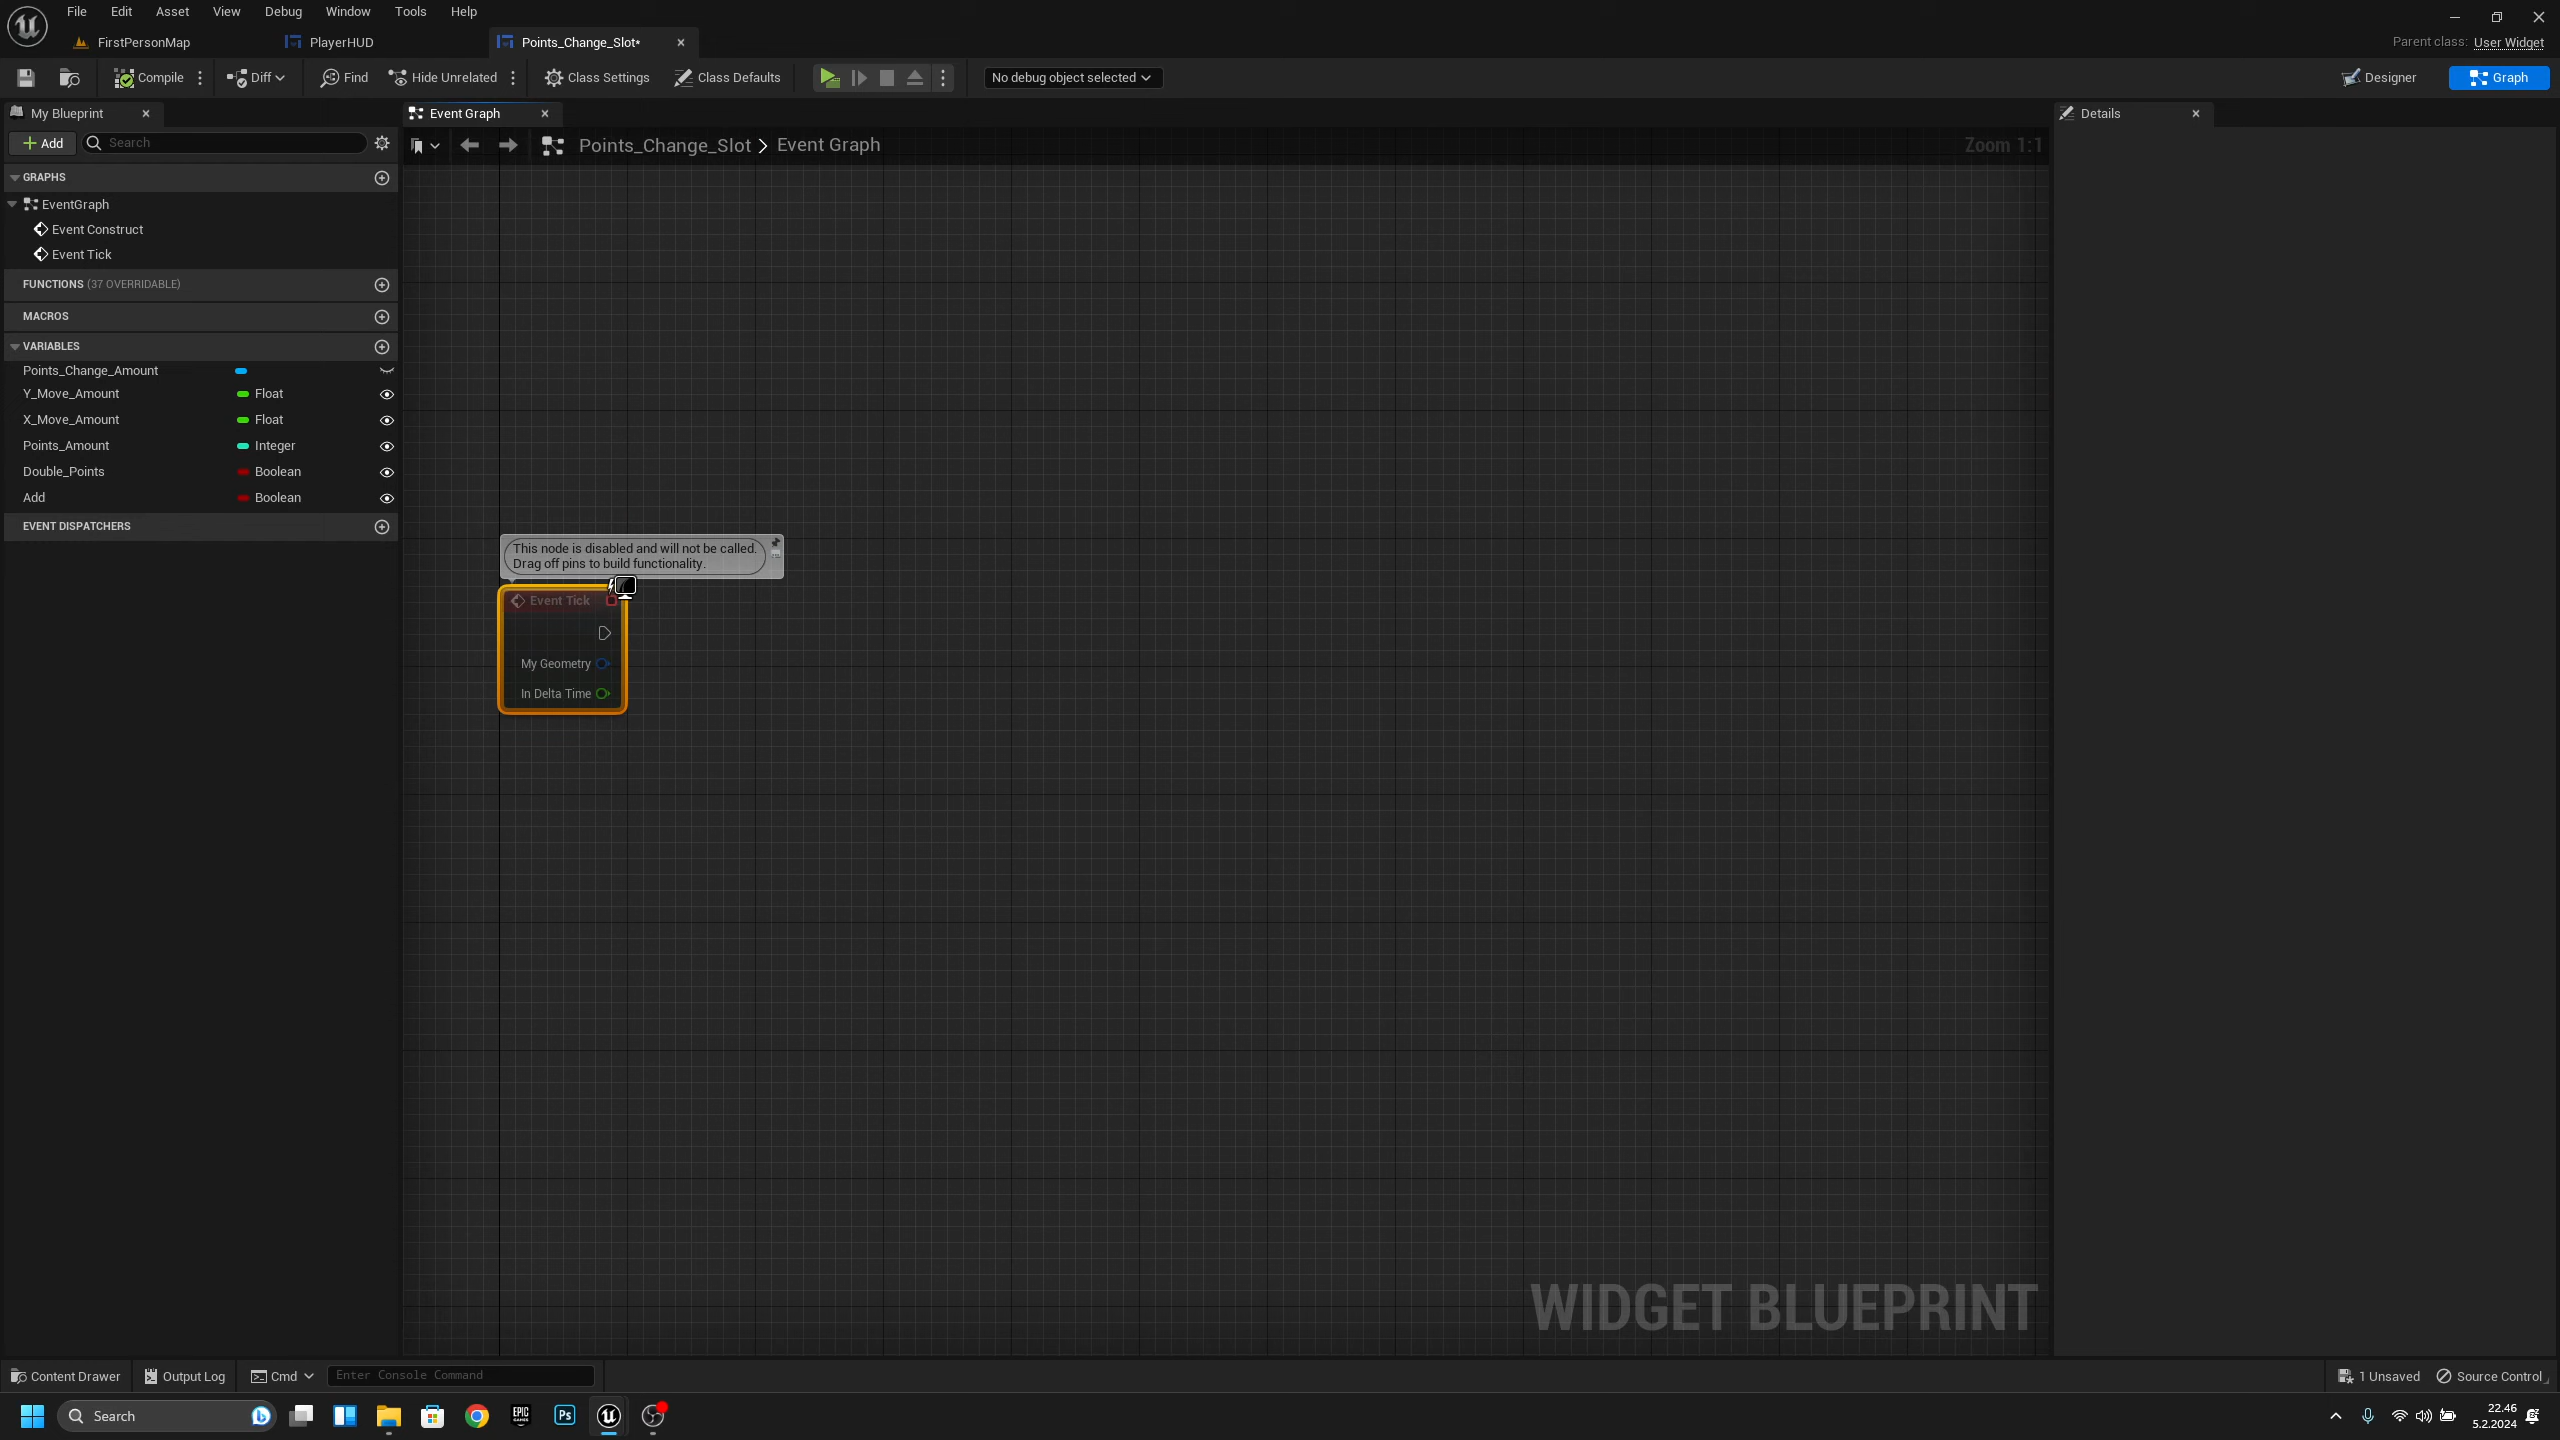 File Edit View Asset View Debug Window Tools Help
FirstPersonMap PlayerHUD Points_Change_Slot*
Parent class: User Widget
Compile Diff Find Hide Unrelated Class Settings Class Defaults No debug object selected Designer Graph
My Blueprint Event Graph Details
Add Search
Points_Change_Slot > Event Graph Zoom 1:1
GRAPHS
EventGraph
Event Construct
Event Tick
FUNCTIONS (37 OVERRIDABLE)
MACROS
VARIABLES
Points_Change_Amount
Y_Move_Amount Float
X_Move_Amount Float
Points_Amount Integer
Double_Points Boolean
Add Boolean
EVENT DISPATCHERS
This node is disabled and will not be called.
Drag off pins to build functionality.
Event Tick
My Geometry
In Delta Time
WIDGET BLUEPRINT
Content Drawer Output Log Cmd Enter Console Command 1 Unsaved Source Control
Search EPIC GAMES Ps 22.46
5.2.2024